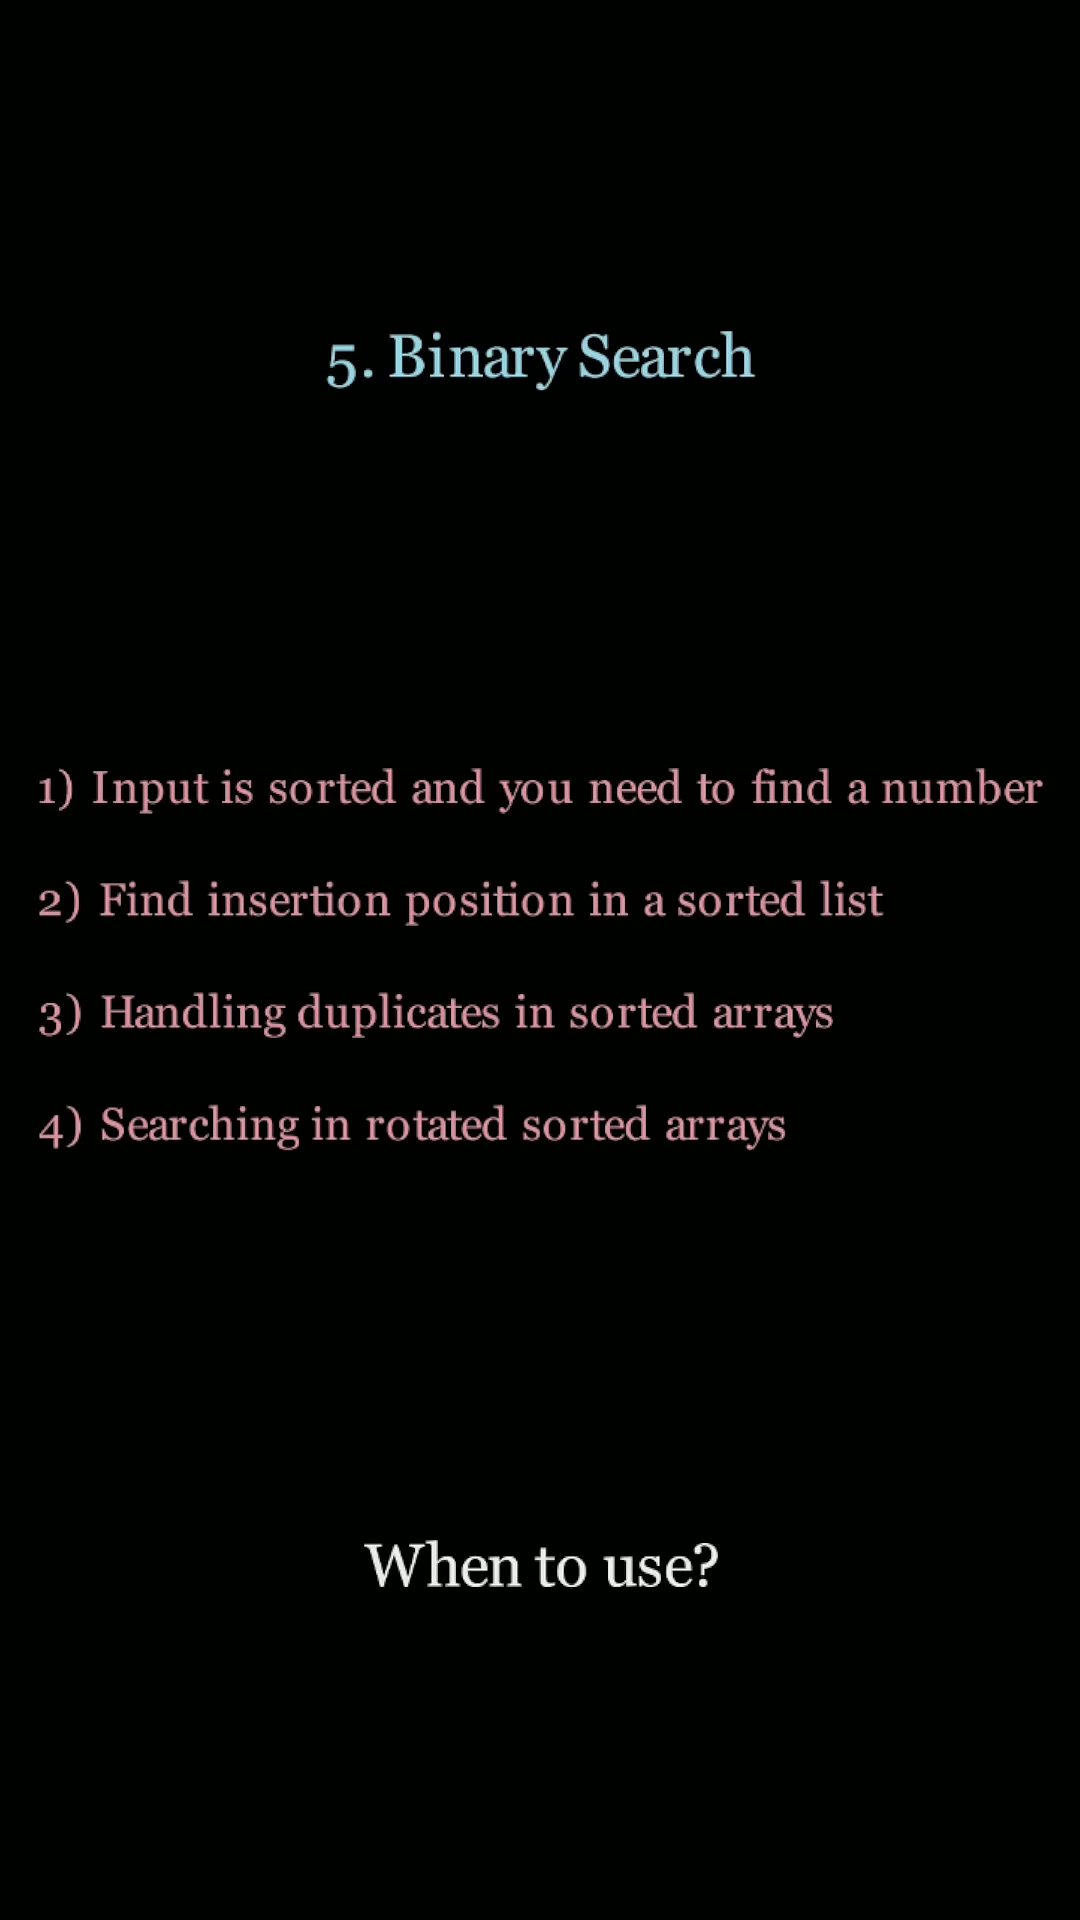 5. Binary Search
1) Input is sorted and you need to find a number
2) Find insertion position in a sorted list
3) Handling duplicates in sorted arrays
4) Searching in rotated sorted arrays
When to use?